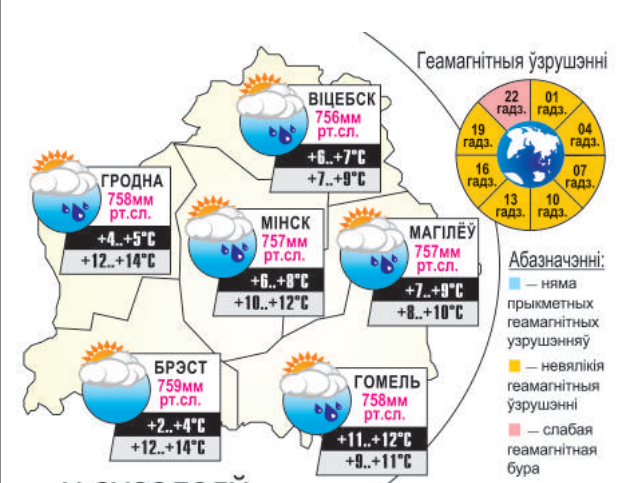 Геамагнітныя ўзрушэнні
22
гадз.
01
гадз.
04
гадз.
07
гадз.
10
гадз.
13
гадз.
16
гадз.
19
гадз.
ВІЦЕБСК
756мм
рт.сл.
+6..+7°С
+7..+9°С
ГРОДНА
758мм
рт.сл.
+4..+5°С
+12..+14°С
МІНСК
757мм
рт.сл.
+6..+8°С
+10..+12°С
МАГІЛЁЎ
757мм
рт.сл.
+7..+9°С
+8..+10°С
БРЭСТ
759мм
рт.сл.
+2..+4°С
+12..+14°С
ГОМЕЛЬ
758мм
рт.сл.
+11..+12°С
+9..+11°С
Абазначэнні:
— няма
прыкметных
геамагнітных
узрушэнняў
— невялікія
геамагнітныя
ўзрушэнні
— слабая
геамагнітная
бура